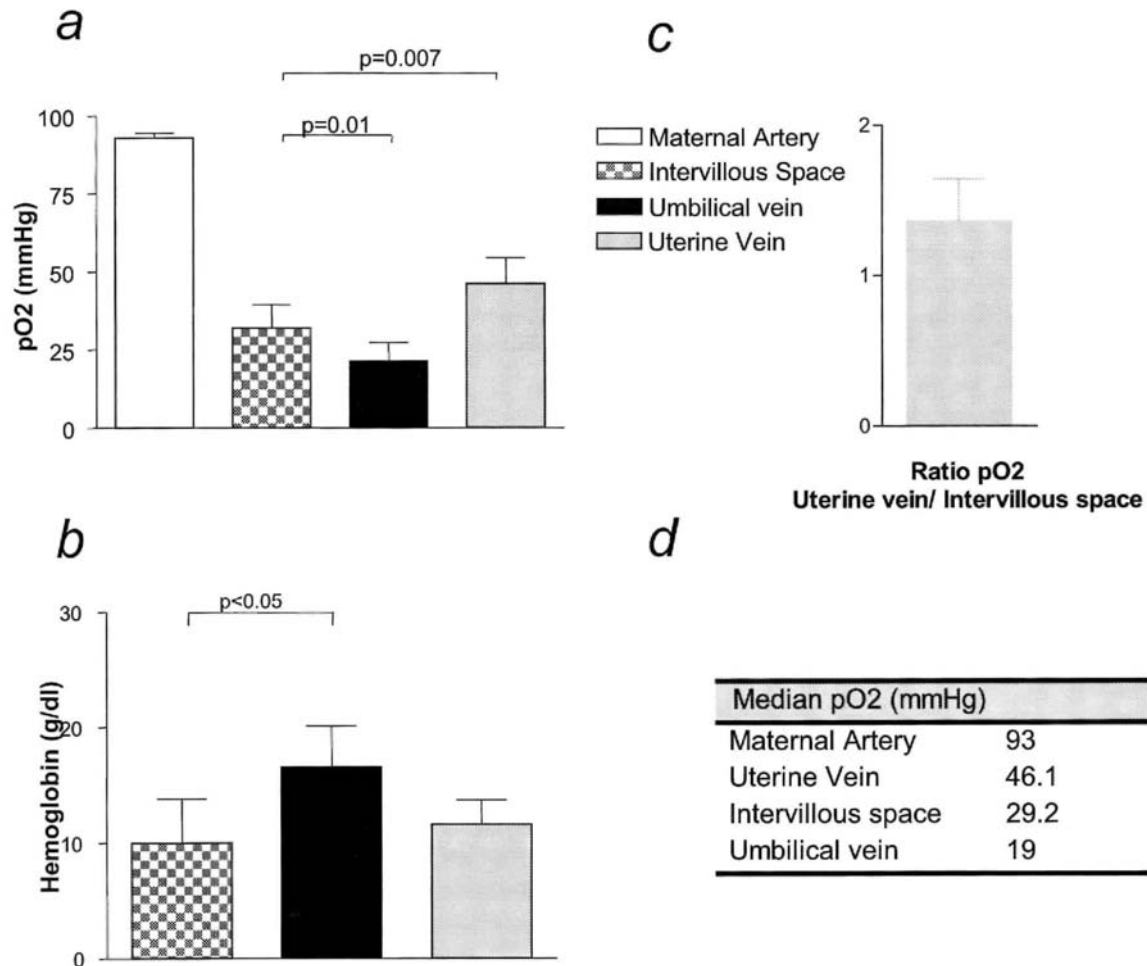 a
p=0.007
p=0.01
100
75
50
25
0
pO2 (mmHg)
Maternal Artery
Intervillous Space
Umbilical vein
Uterine Vein
c
2
1
0
Ratio pO2
Uterine vein/ Intervillous space
b
p<0.05
30
20
10
0
Hemoglobin (g/dl)
d
Median pO2 (mmHg)
Maternal Artery 93
Uterine Vein 46.1
Intervillous space 29.2
Umbilical vein 19